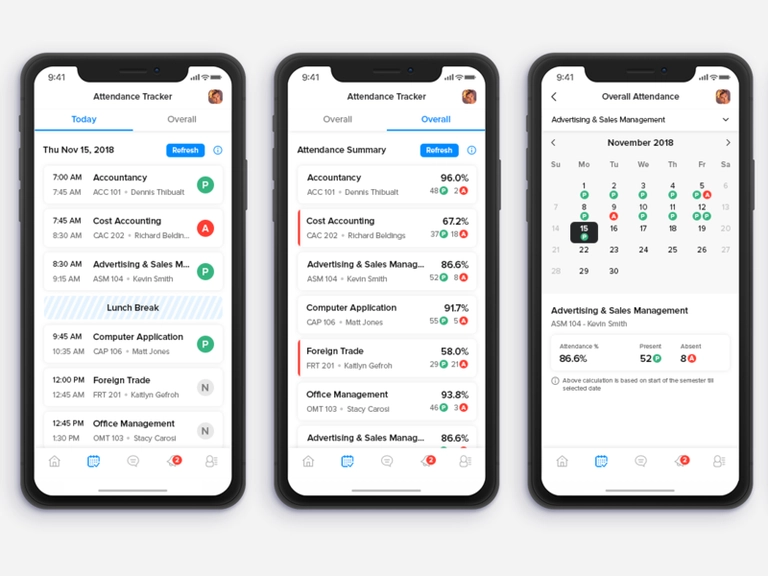 9:41
Attendance Tracker
Today
Overall
Thu Nov 15, 2018
Refresh
7:00 AM Accountancy
7:45 AM ACC 101 • Dennis Thibualt
P
7:45 AM Cost Accounting
8:30 AM CAC 202 • Richard Beldin...
A
8:30 AM Advertising & Sales M...
9:15 AM ASM 104 • Kevin Smith
P
Lunch Break
9:45 AM Computer Application
10:35 AM CAP 106 • Matt Jones
P
12:00 PM Foreign Trade
12:45 AM FRT 201 • Kaitlyn Gefroh
N
12:45 PM Office Management
1:30 PM OMT 103 • Stacy Carosi
N
2
9:41
Attendance Tracker
Overall
Overall
Attendance Summary
Refresh
Accountancy 96.0%
ACC 101 • Dennis Thibualt 48 P 2 A
Cost Accounting 67.2%
CAC 202 • Richard Beldings 37 P 18 A
Advertising & Sales Manag... 86.6%
ASM 104 • Kevin Smith 52 P 8 A
Computer Application 91.7%
CAP 106 • Matt Jones 55 P 5 A
Foreign Trade 58.0%
FRT 201 • Kaitlyn Gefroh 29 P 21 A
Office Management 93.8%
OMT 103 • Stacy Carosi 46 P 3 A
Advertising & Sales Manag... 86.6%
2
9:41
Overall Attendance
Advertising & Sales Management
November 2018
Su Mo Tu We Th Fr Sa
1 2 3 4 5 6
P P P P P A
7 8 9 10 11 12 13
P A P P P P
14 15 16 17 18 19 20
P
21 22 23 24 25 26 27
28 29 30
Advertising & Sales Management
ASM 104 - Kevin Smith
Attendance % Present Absent
86.6% 52 P 8 A
Above calculation is based on start of the semester till
selected date
2